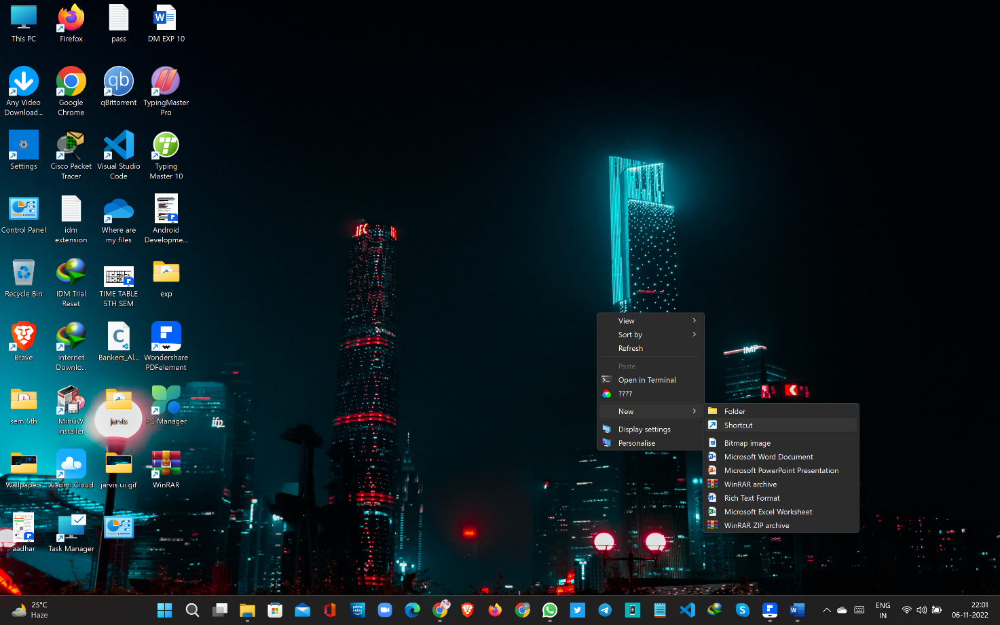 This PC
Firefox
pass
DM EXP 10
Any Video
Download...
Google
Chrome
qBittorrent
TypingMaster
Pro
Settings
Cisco Packet
Tracer
Visual Studio
Code
Typing
Master 10
Control Panel
idm
extension
Where are
my files
Android
Developme...
Recycle Bin
IDM Trial
Reset
TIME TABLE
5TH SEM
exp
Brave
Internet
Downlo...
Bankers_Al...
Wondershare
PDFelement
sem 5th
MinGW
Installer
jarvis
PC Manager
Wallpapers
Xiaomi Cloud
jarvis ui gif
WinRAR
aadhar
Task Manager
IEC
ifp
IMP
View
Sort by
Refresh
Paste
Open in Terminal
????
New
Display settings
Personalise
Folder
Shortcut
Bitmap image
Microsoft Word Document
Microsoft PowerPoint Presentation
WinRAR archive
Rich Text Format
Microsoft Excel Worksheet
WinRAR ZIP archive
25°C
Haze
prime
video
ENG
IN
22:01
06-11-2022